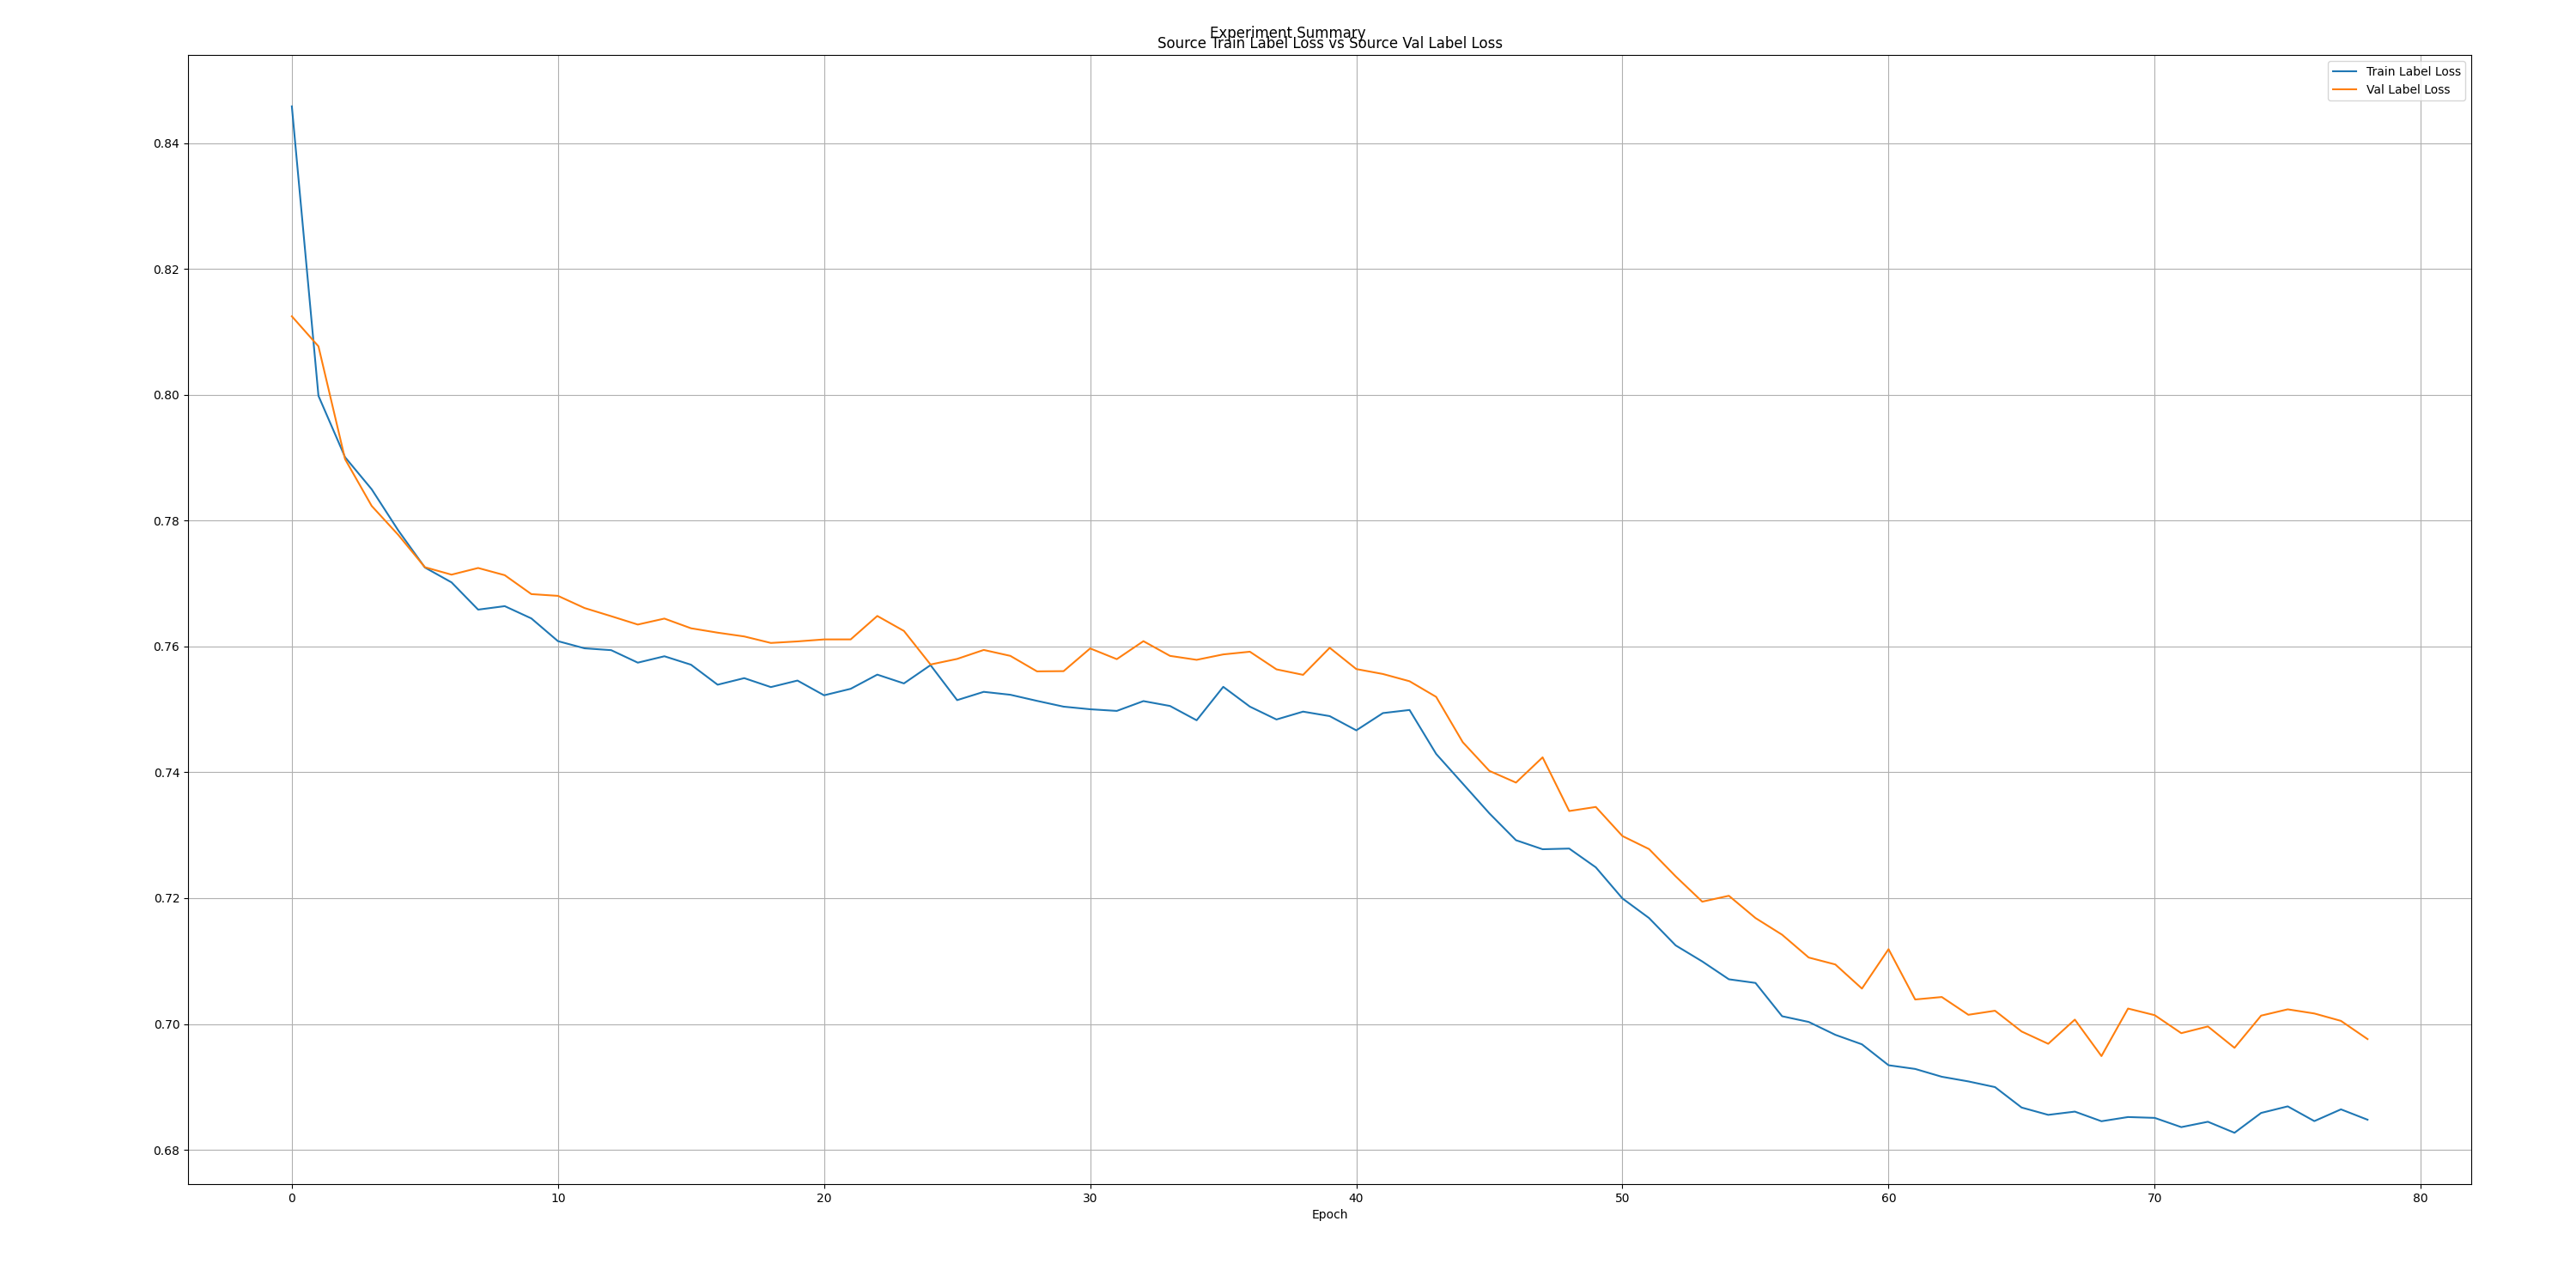 Experiment Summary
Source Train Label Loss vs Source Val Label Loss
Train Label Loss
Val Label Loss
0.84
0.82
0.80
0.78
0.76
0.74
0.72
0.70
0.68
0 10 20 30 40 50 60 70 80
Epoch